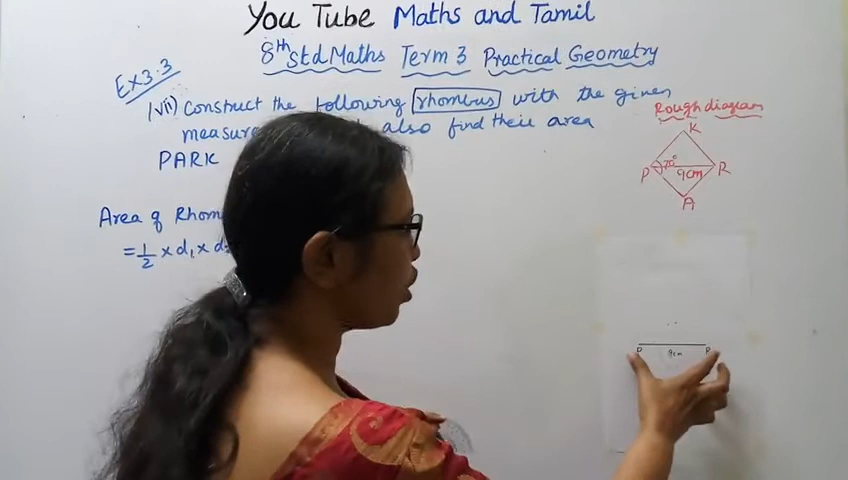 You Tube Maths and Tamil
8th Std Maths Term 3 Practical Geometry
Ex 3.3
(vii) Construct the following rhombus with the given
also find their area
PARK
Rough diagram
K
P 70° 9cm R
A
Area of
= 1/2 × d1 ×
P 9cm R